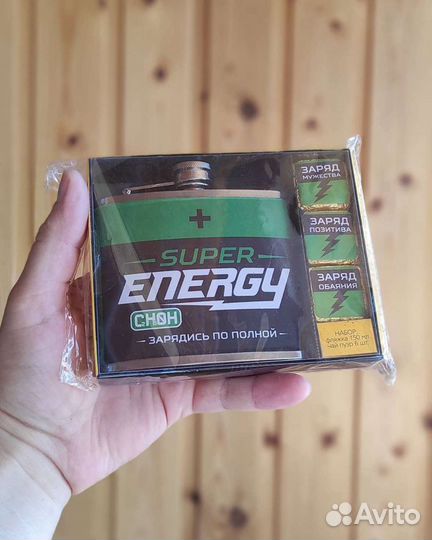 +
SUPER
ENERGY
C₂H5OH
ЗАРЯДИСЬ ПО ПОЛНОЙ
ЗАРЯД
МУЖЕСТВА
ЗАРЯД
ПОЗИТИВА
ЗАРЯД
ОБАЯНИЯ
НАБОР
фляжка 150 мл
чай пуэр 6 шт.
Avito